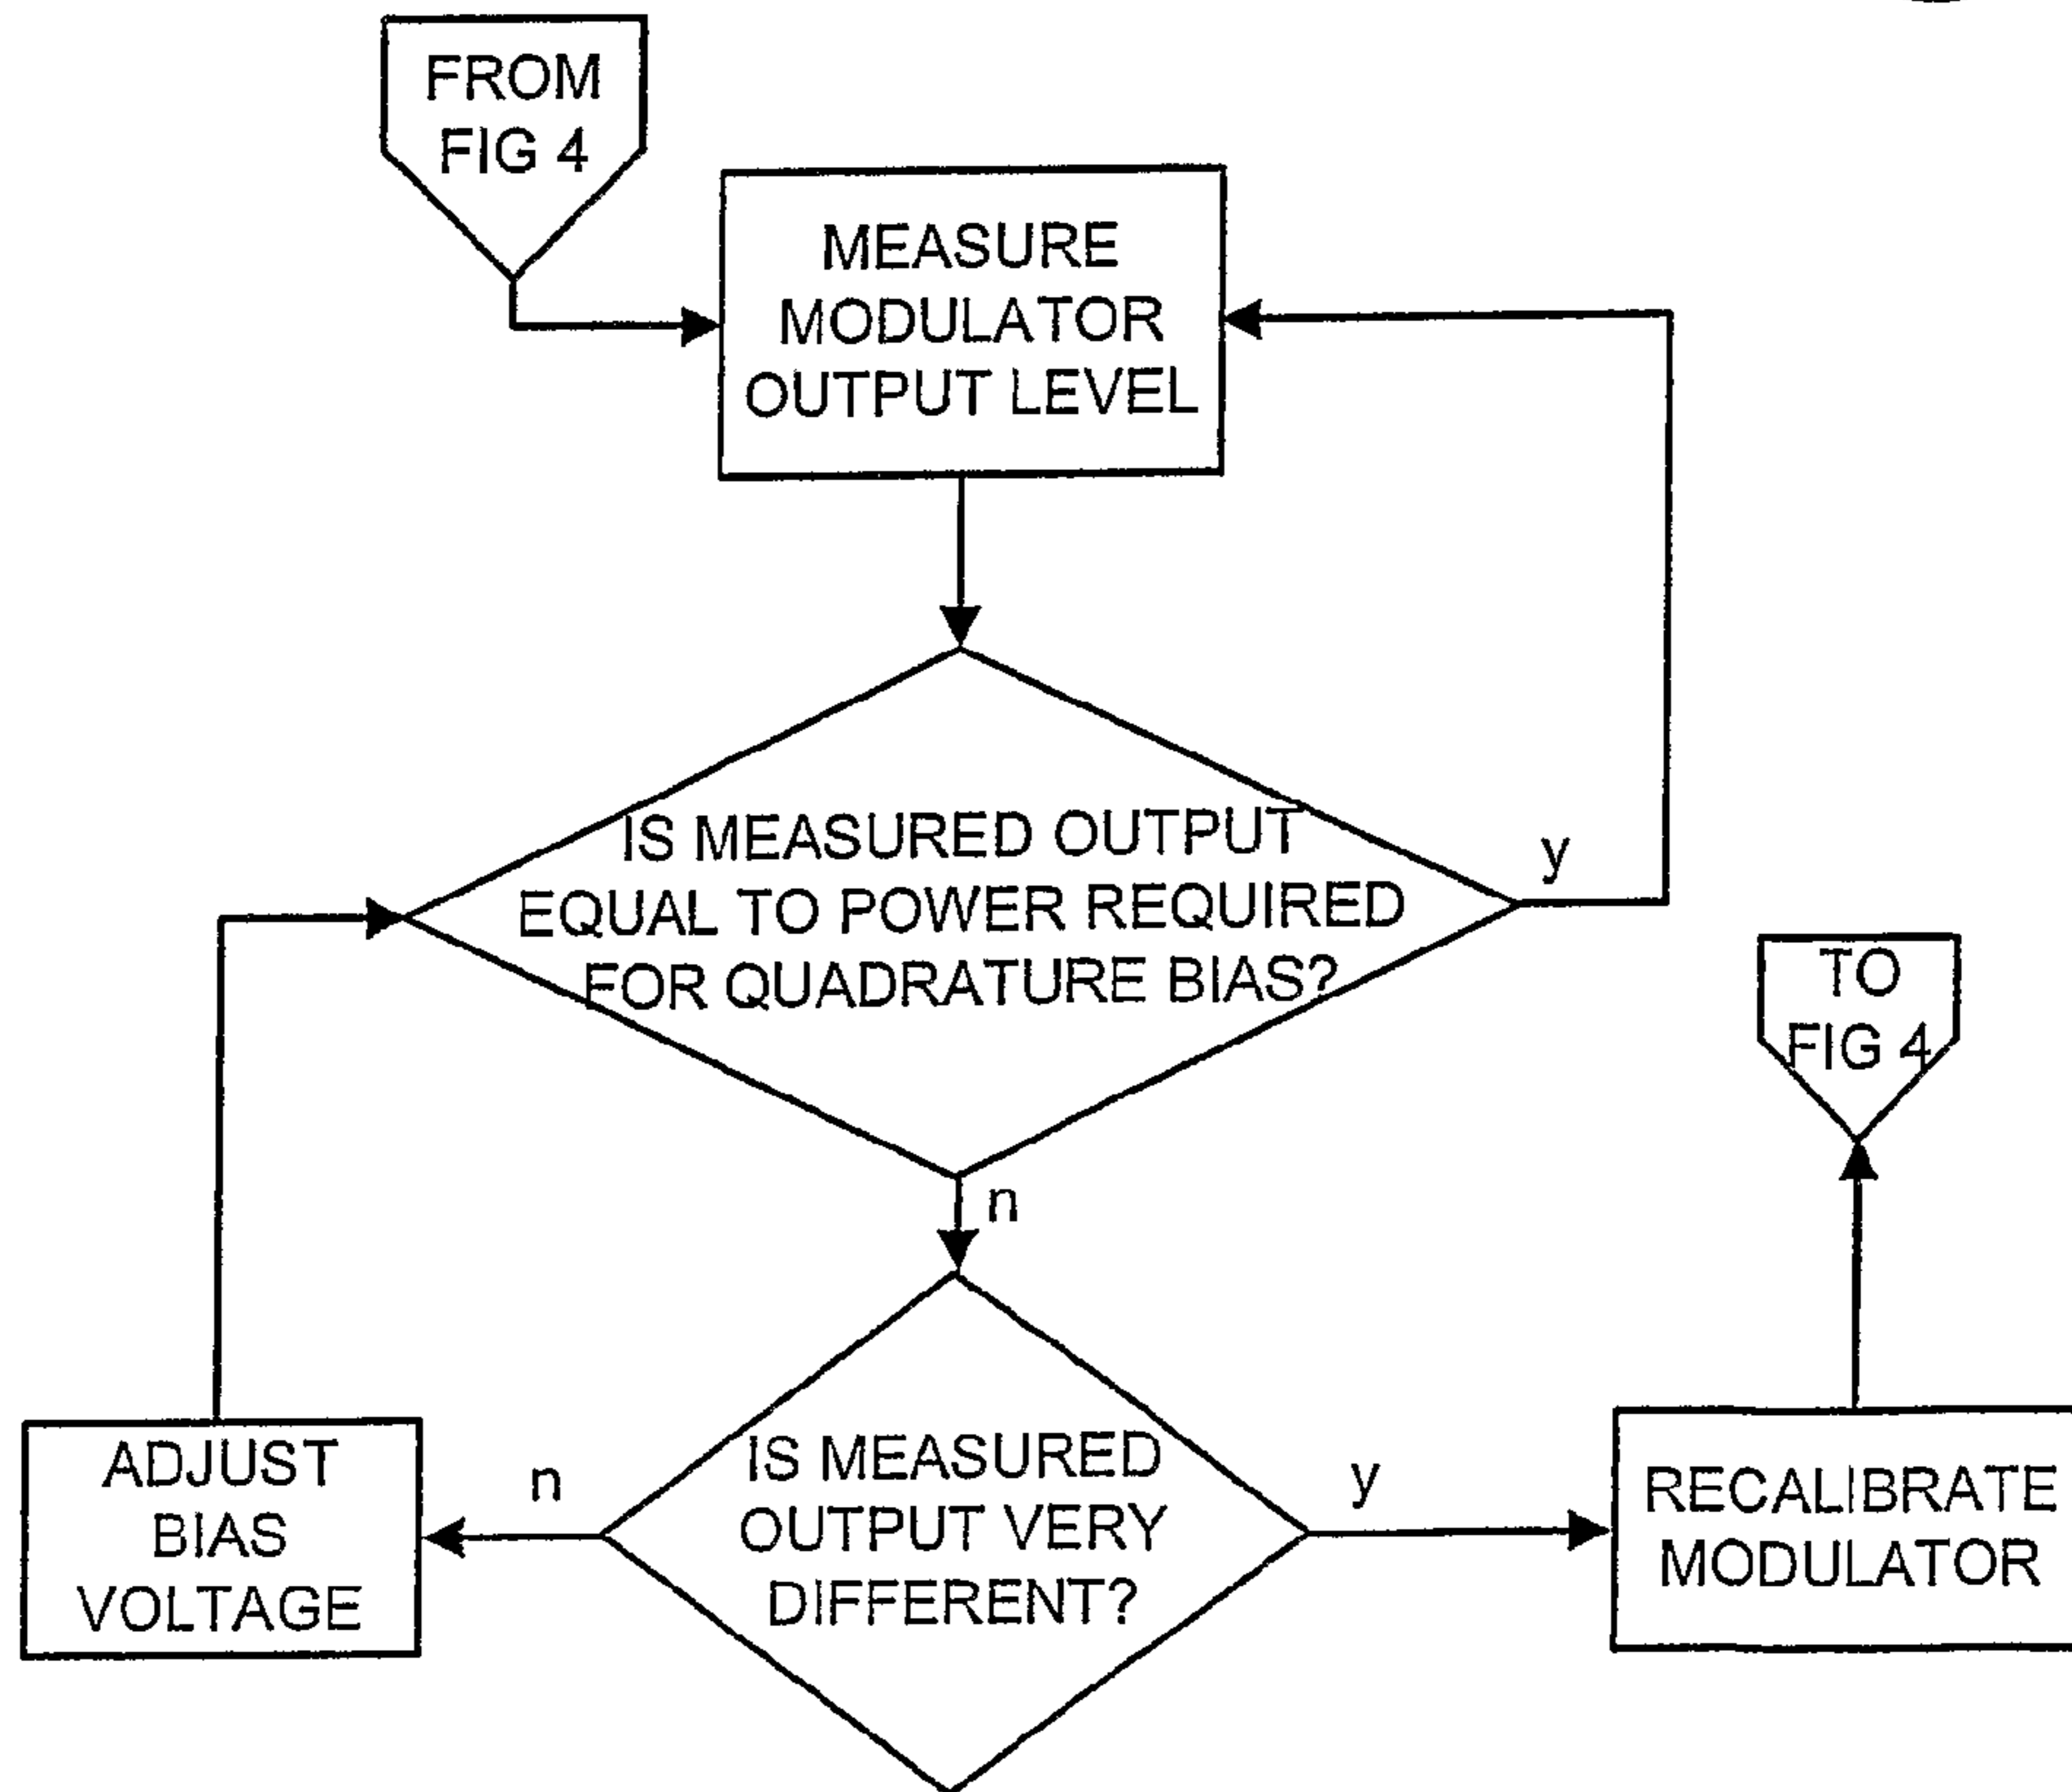 FROM
FIG 4
MEASURE
MODULATOR
OUTPUT LEVEL
IS MEASURED OUTPUT
EQUAL TO POWER REQUIRED
FOR QUADRATURE BIAS?
y
n
TO
FIG 4
IS MEASURED
OUTPUT VERY
DIFFERENT?
n
y
ADJUST
BIAS
VOLTAGE
RECALIBRATE
MODULATOR